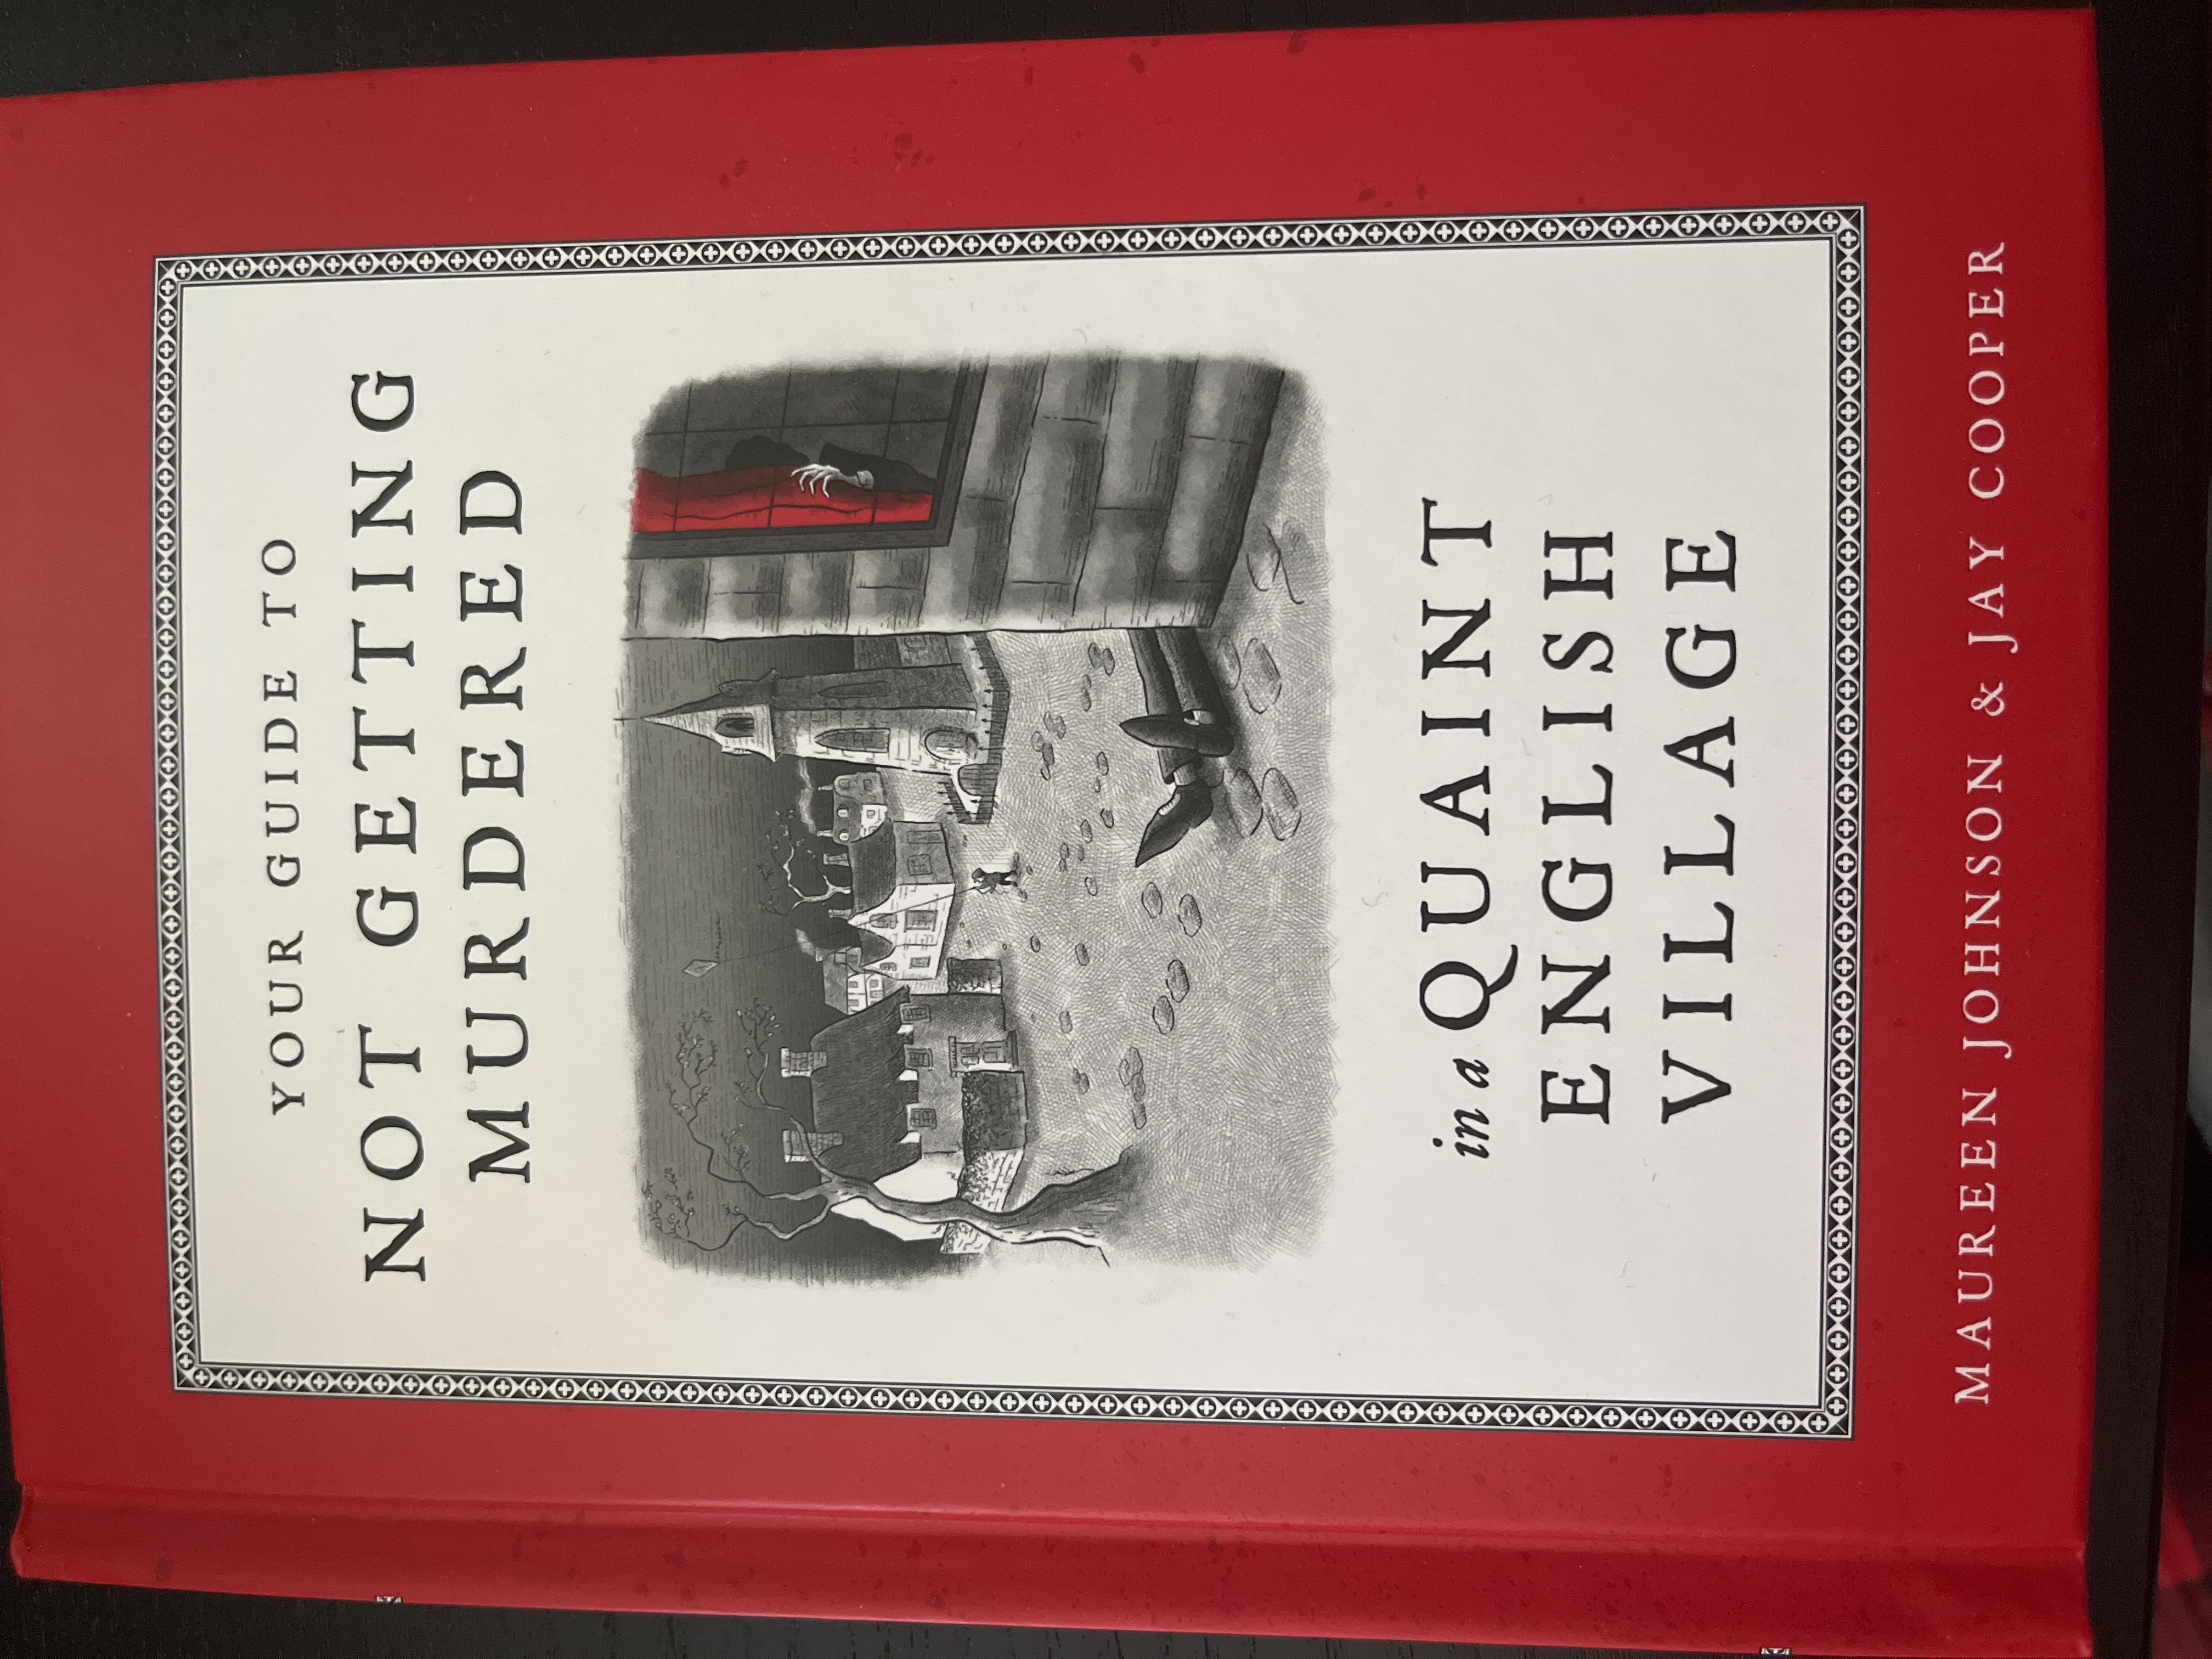 YOUR GUIDE TO
NOT GETTING
MURDERED
in a QUAINT
ENGLISH
VILLAGE
MAUREEN JOHNSON & JAY COOPER